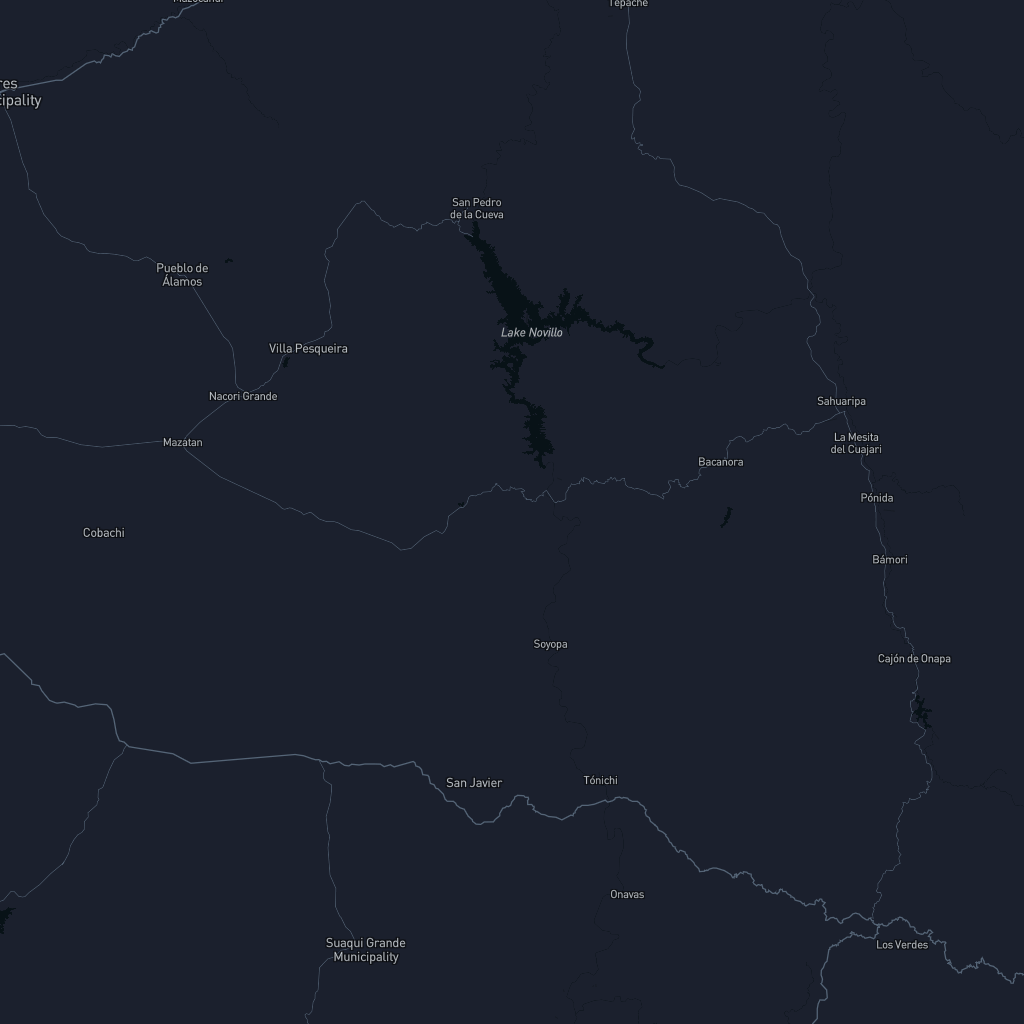 Tepache
cipality
San Pedro
de la Cueva
Pueblo de
Álamos
Lake Novillo
Villa Pesqueira
Nacori Grande
Sahuaripa
Mazatan
La Mesita
del Cuajari
Bacanora
Pónida
Cobachi
Bámori
Soyopa
Cajón de Onapa
San Javier
Tónichi
Onavas
Suaqui Grande
Municipality
Los Verdes